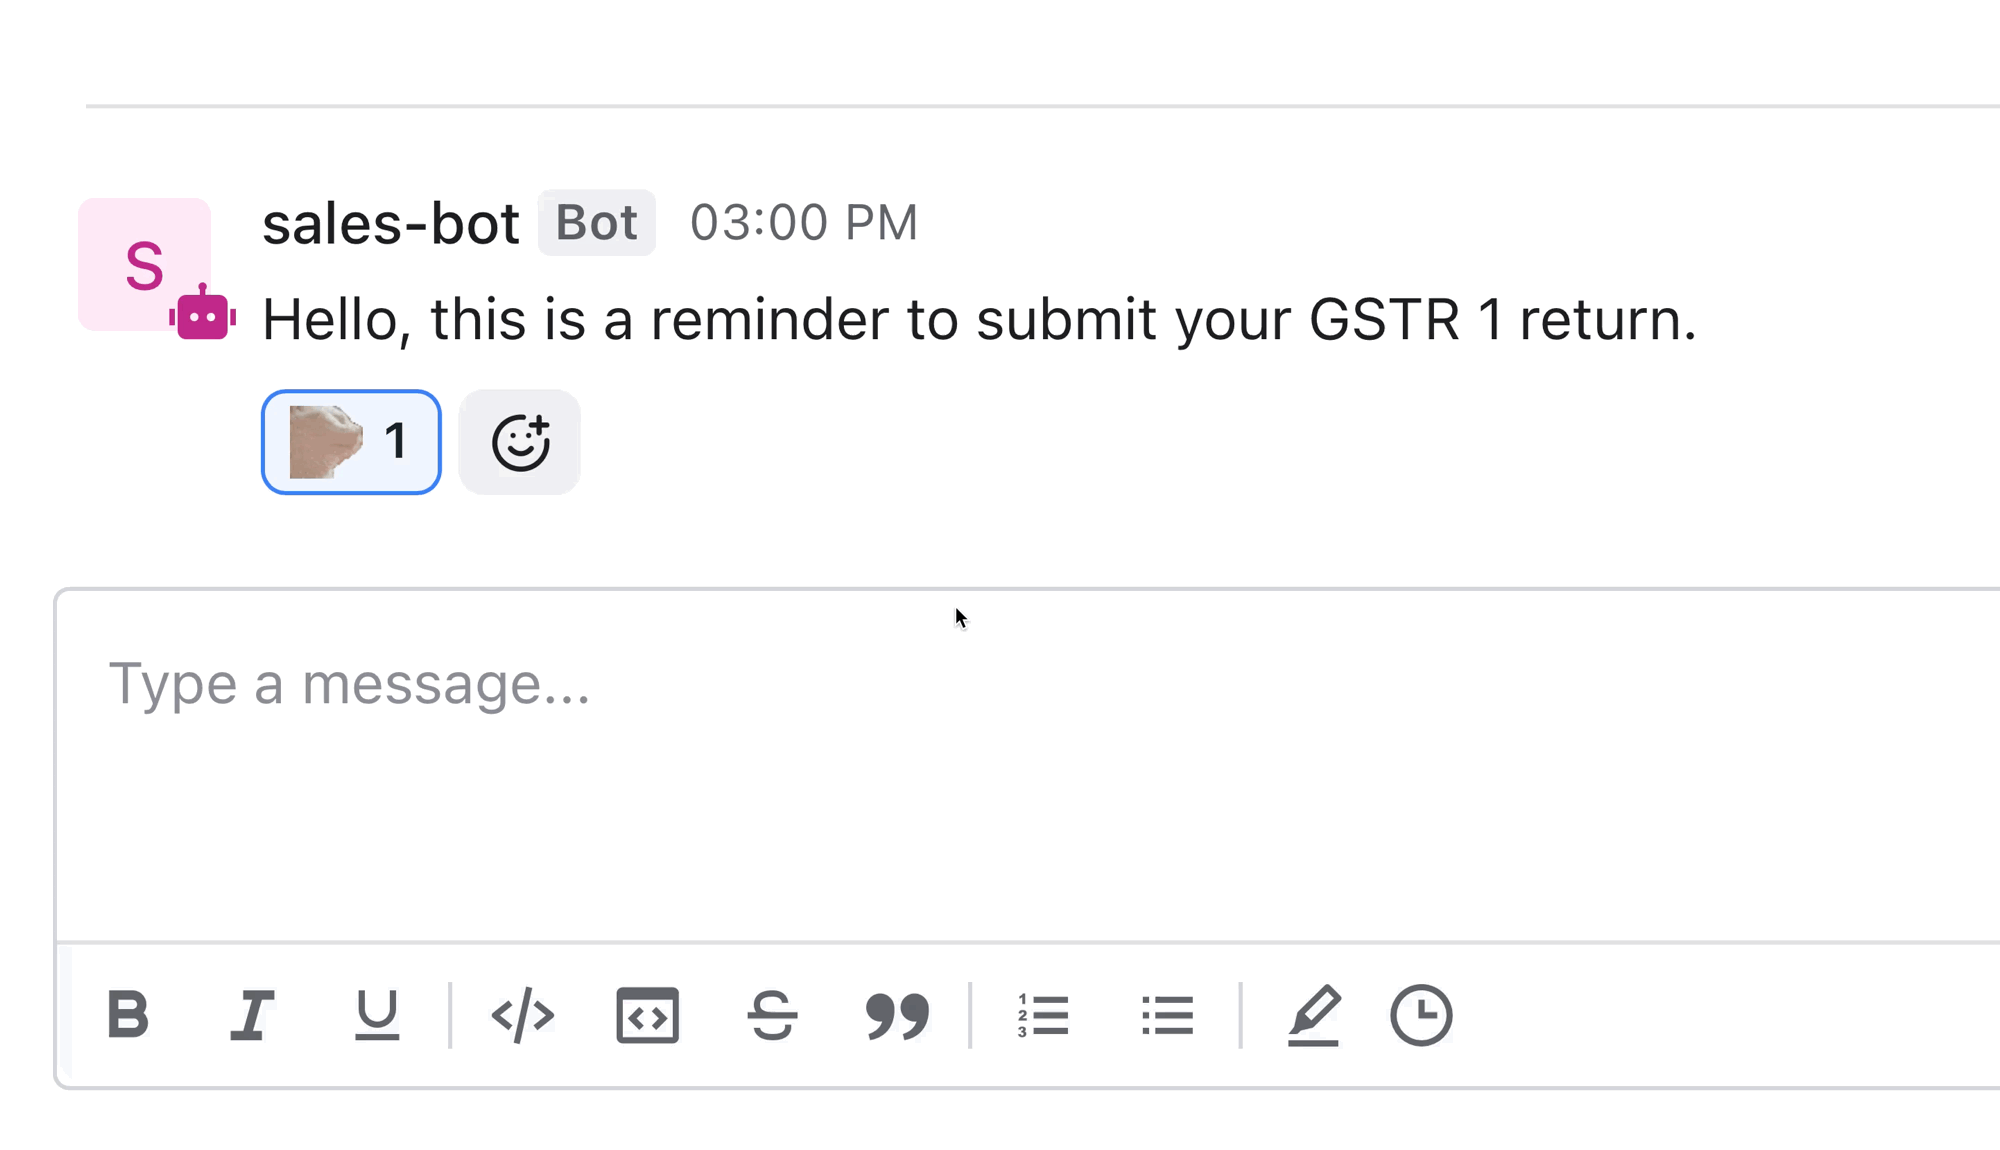 sales-bot Bot 03:00 PM
S
Hello, this is a reminder to submit your GSTR 1 return.
1
Type a message...
B I U </> <> S 1 2 3